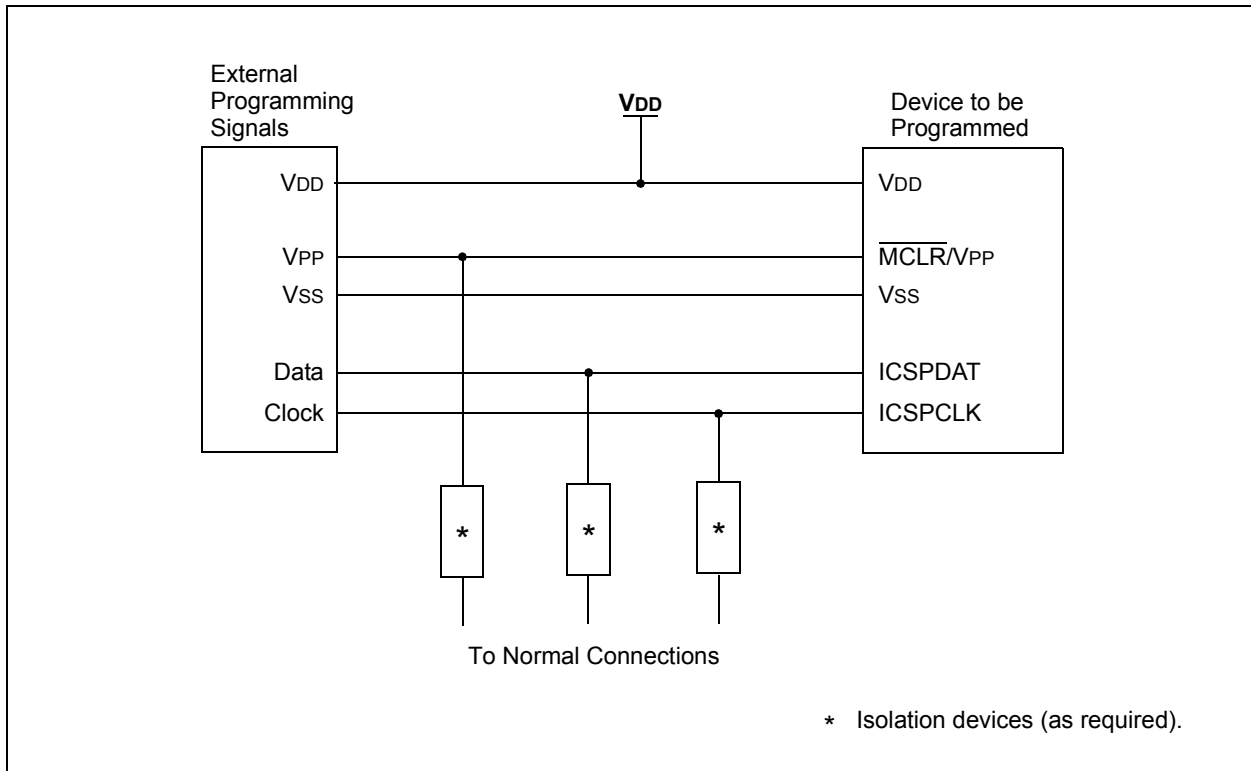 External
Programming
Signals
VDD
Device to be
Programmed
VDD
VDD
VPP
MCLR/VPP
VSS
VSS
Data
ICSPDAT
Clock
ICSPCLK
* * *
To Normal Connections
* Isolation devices (as required).